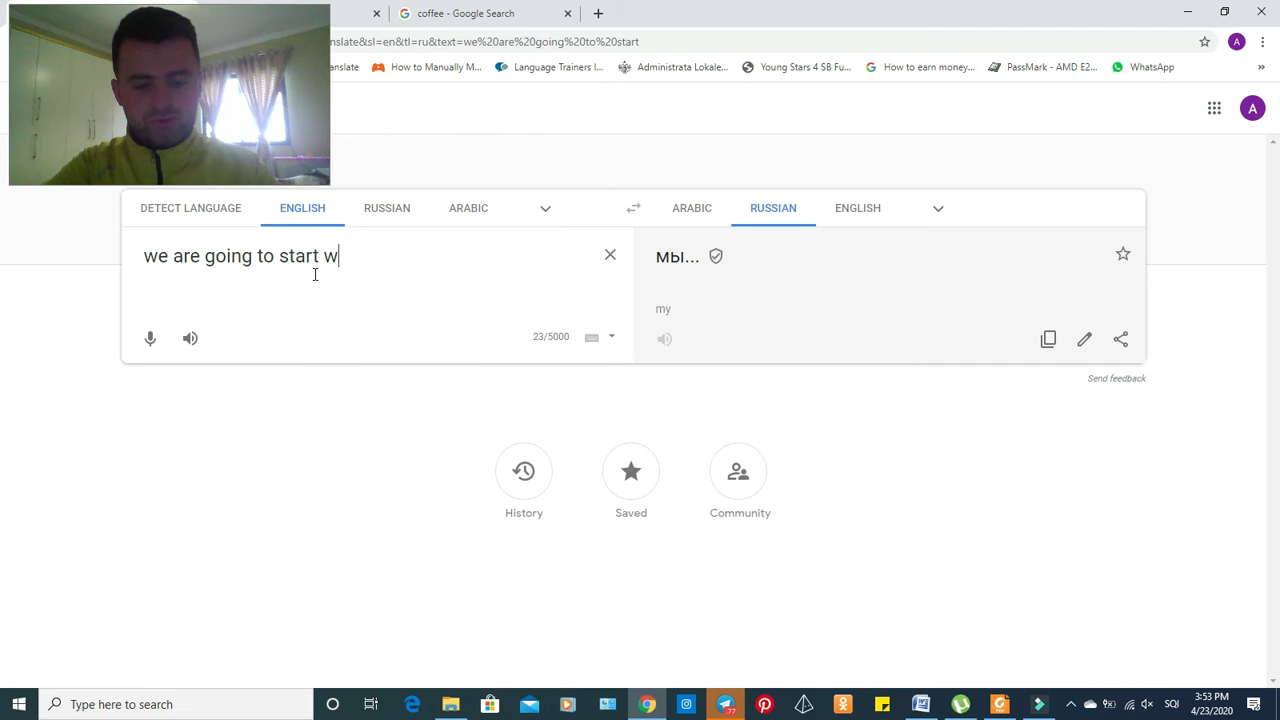 coffee - Google Search
nslate&sl=en&tl=ru&text=we%20are%20going%20to%20start
A
anslate
How to Manually M...
Language Trainers I...
Administrata Lokale...
Young Stars 4 SB Fu...
How to earn money...
PassMark - AMD E2...
WhatsApp
»
A
DETECT LANGUAGE
ENGLISH
RUSSIAN
ARABIC
ARABIC
RUSSIAN
ENGLISH
we are going to start w
Мы...
my
23/5000
Send feedback
History
Saved
Community
Type here to search
77
SQI
3:53 PM
4/23/2020